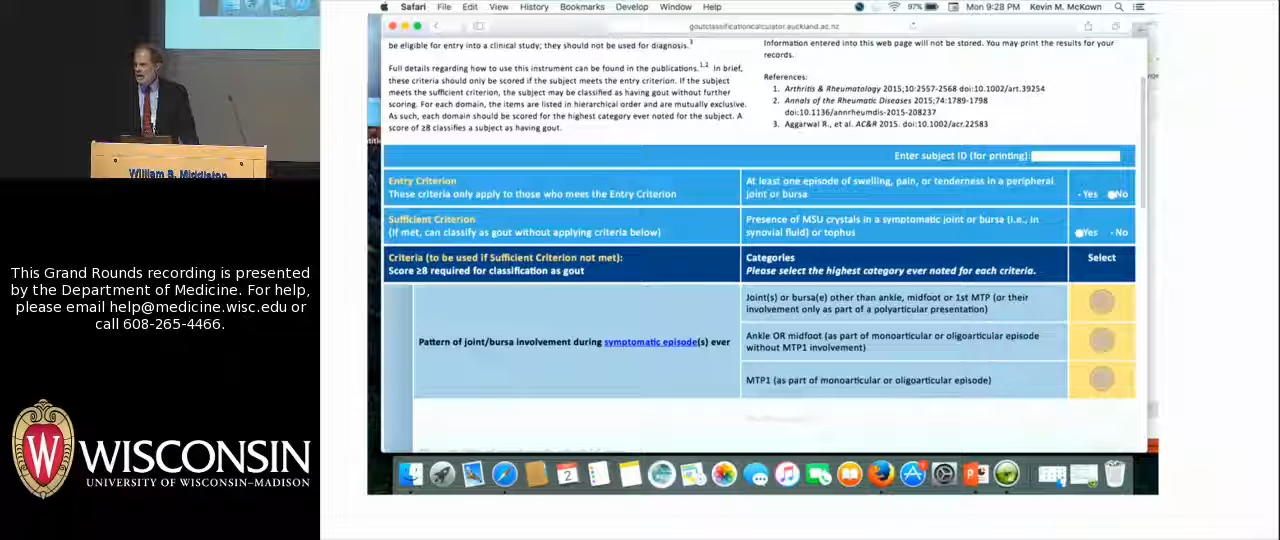 Safari File Edit View History Bookmarks Develop Window Help
97% Mon 9:28 PM Kevin M. McKown
goutclassificationcalculator.auckland.ac.nz
be eligible for entry into a clinical study; they should not be used for diagnosis.3
Full details regarding how to use this instrument can be found in the publications.1,2 In brief,
these criteria should only be scored if the subject meets the entry criterion. If the subject
meets the sufficient criterion, the subject may be classified as having gout without further
scoring. For each domain, the items are listed in hierarchical order and are mutually exclusive.
As such, each domain should be scored for the highest category ever noted for the subject. A
score of ≥8 classifies a subject as having gout.
Information entered into this web page will not be stored. You may print the results for your
records.
References:
1. Arthritis & Rheumatology 2015;10:2557-2568 doi:10.1002/art.39254
2. Annals of the Rheumatic Diseases 2015;74:1789-1798
doi:10.1136/annrheumdis-2015-208237
3. Aggarwal R., et al. AC&R 2015. doi:10.1002/acr.22583
Enter subject ID (for printing):
Entry Criterion
These criteria only apply to those who meet the Entry Criterion
At least one episode of swelling, pain, or tenderness in a peripheral
joint or bursa
Yes No
Sufficient Criterion
(If met, can classify as gout without applying criteria below)
Presence of MSU crystals in a symptomatic joint or bursa (i.e., in
synovial fluid) or tophus
Yes No
Criteria (to be used if Sufficient Criterion not met):
Score ≥8 required for classification as gout
Categories
Please select the highest category ever noted for each criteria.
Select
Pattern of joint/bursa involvement during symptomatic episode(s) ever
Joint(s) or bursa(e) other than ankle, midfoot or 1st MTP (or their
involvement only as part of a polyarticular presentation)
Ankle OR midfoot (as part of monoarticular or oligoarticular episode
without MTP1 involvement)
MTP1 (as part of monoarticular or oligoarticular episode)
2
William S. Middleton
This Grand Rounds recording is presented
by the Department of Medicine. For help,
please email help@medicine.wisc.edu or
call 608-265-4466.
W
WISCONSIN
UNIVERSITY OF WISCONSIN–MADISON